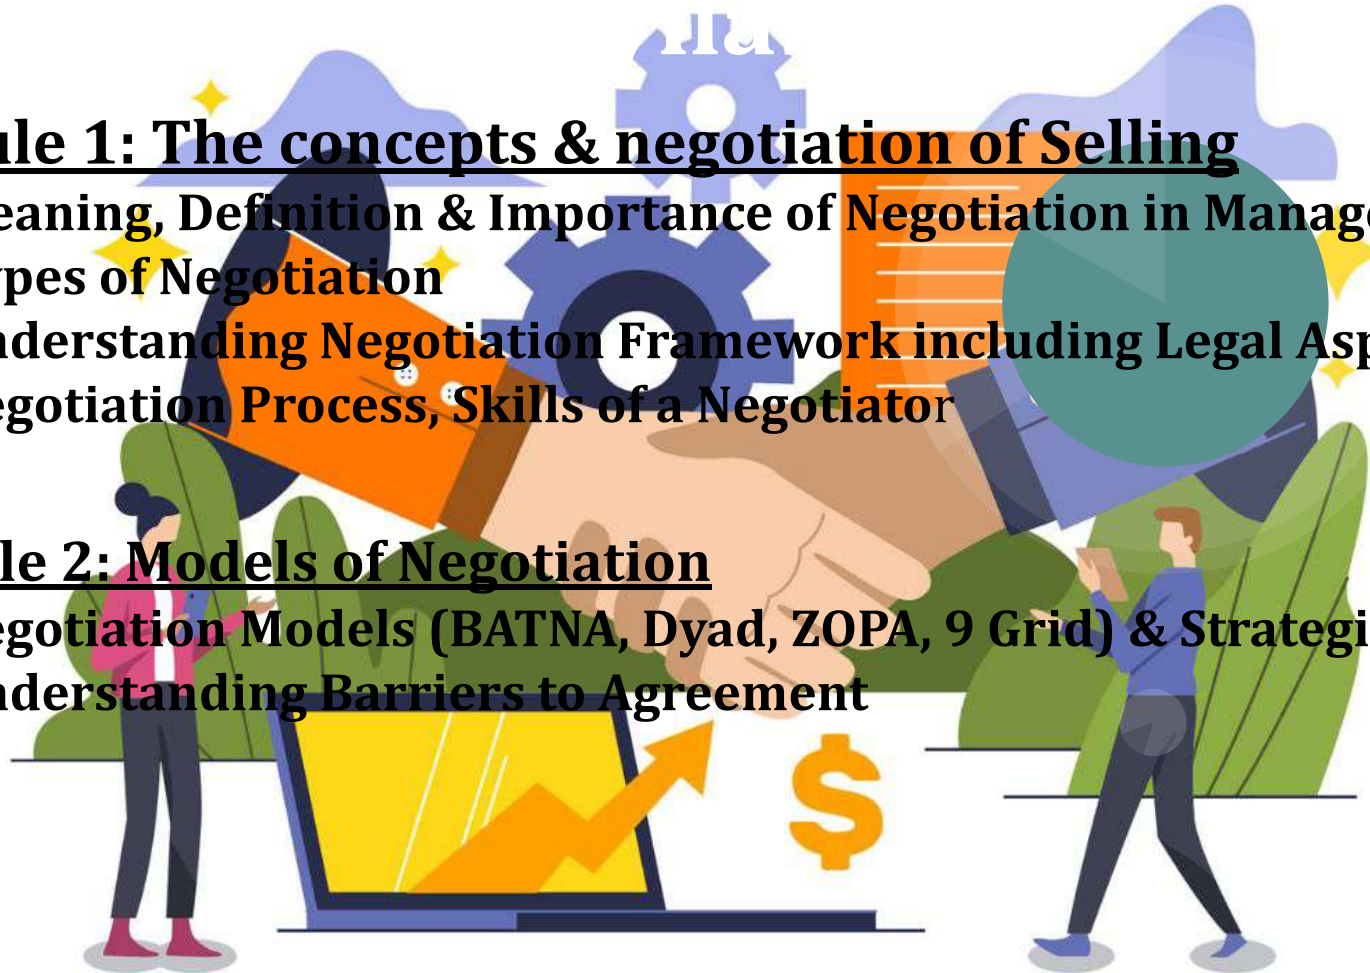 ule 1: The concepts & negotiation of Selling
eaning, Definition & Importance of Negotiation in Manage
ypes of Negotiation
nderstanding Negotiation Framework including Legal Asp
egotiation Process, Skills of a Negotiator
le 2: Models of Negotiation
egotiation Models (BATNA, Dyad, ZOPA, 9 Grid) & Strategi
nderstanding Barriers to Agreement
$